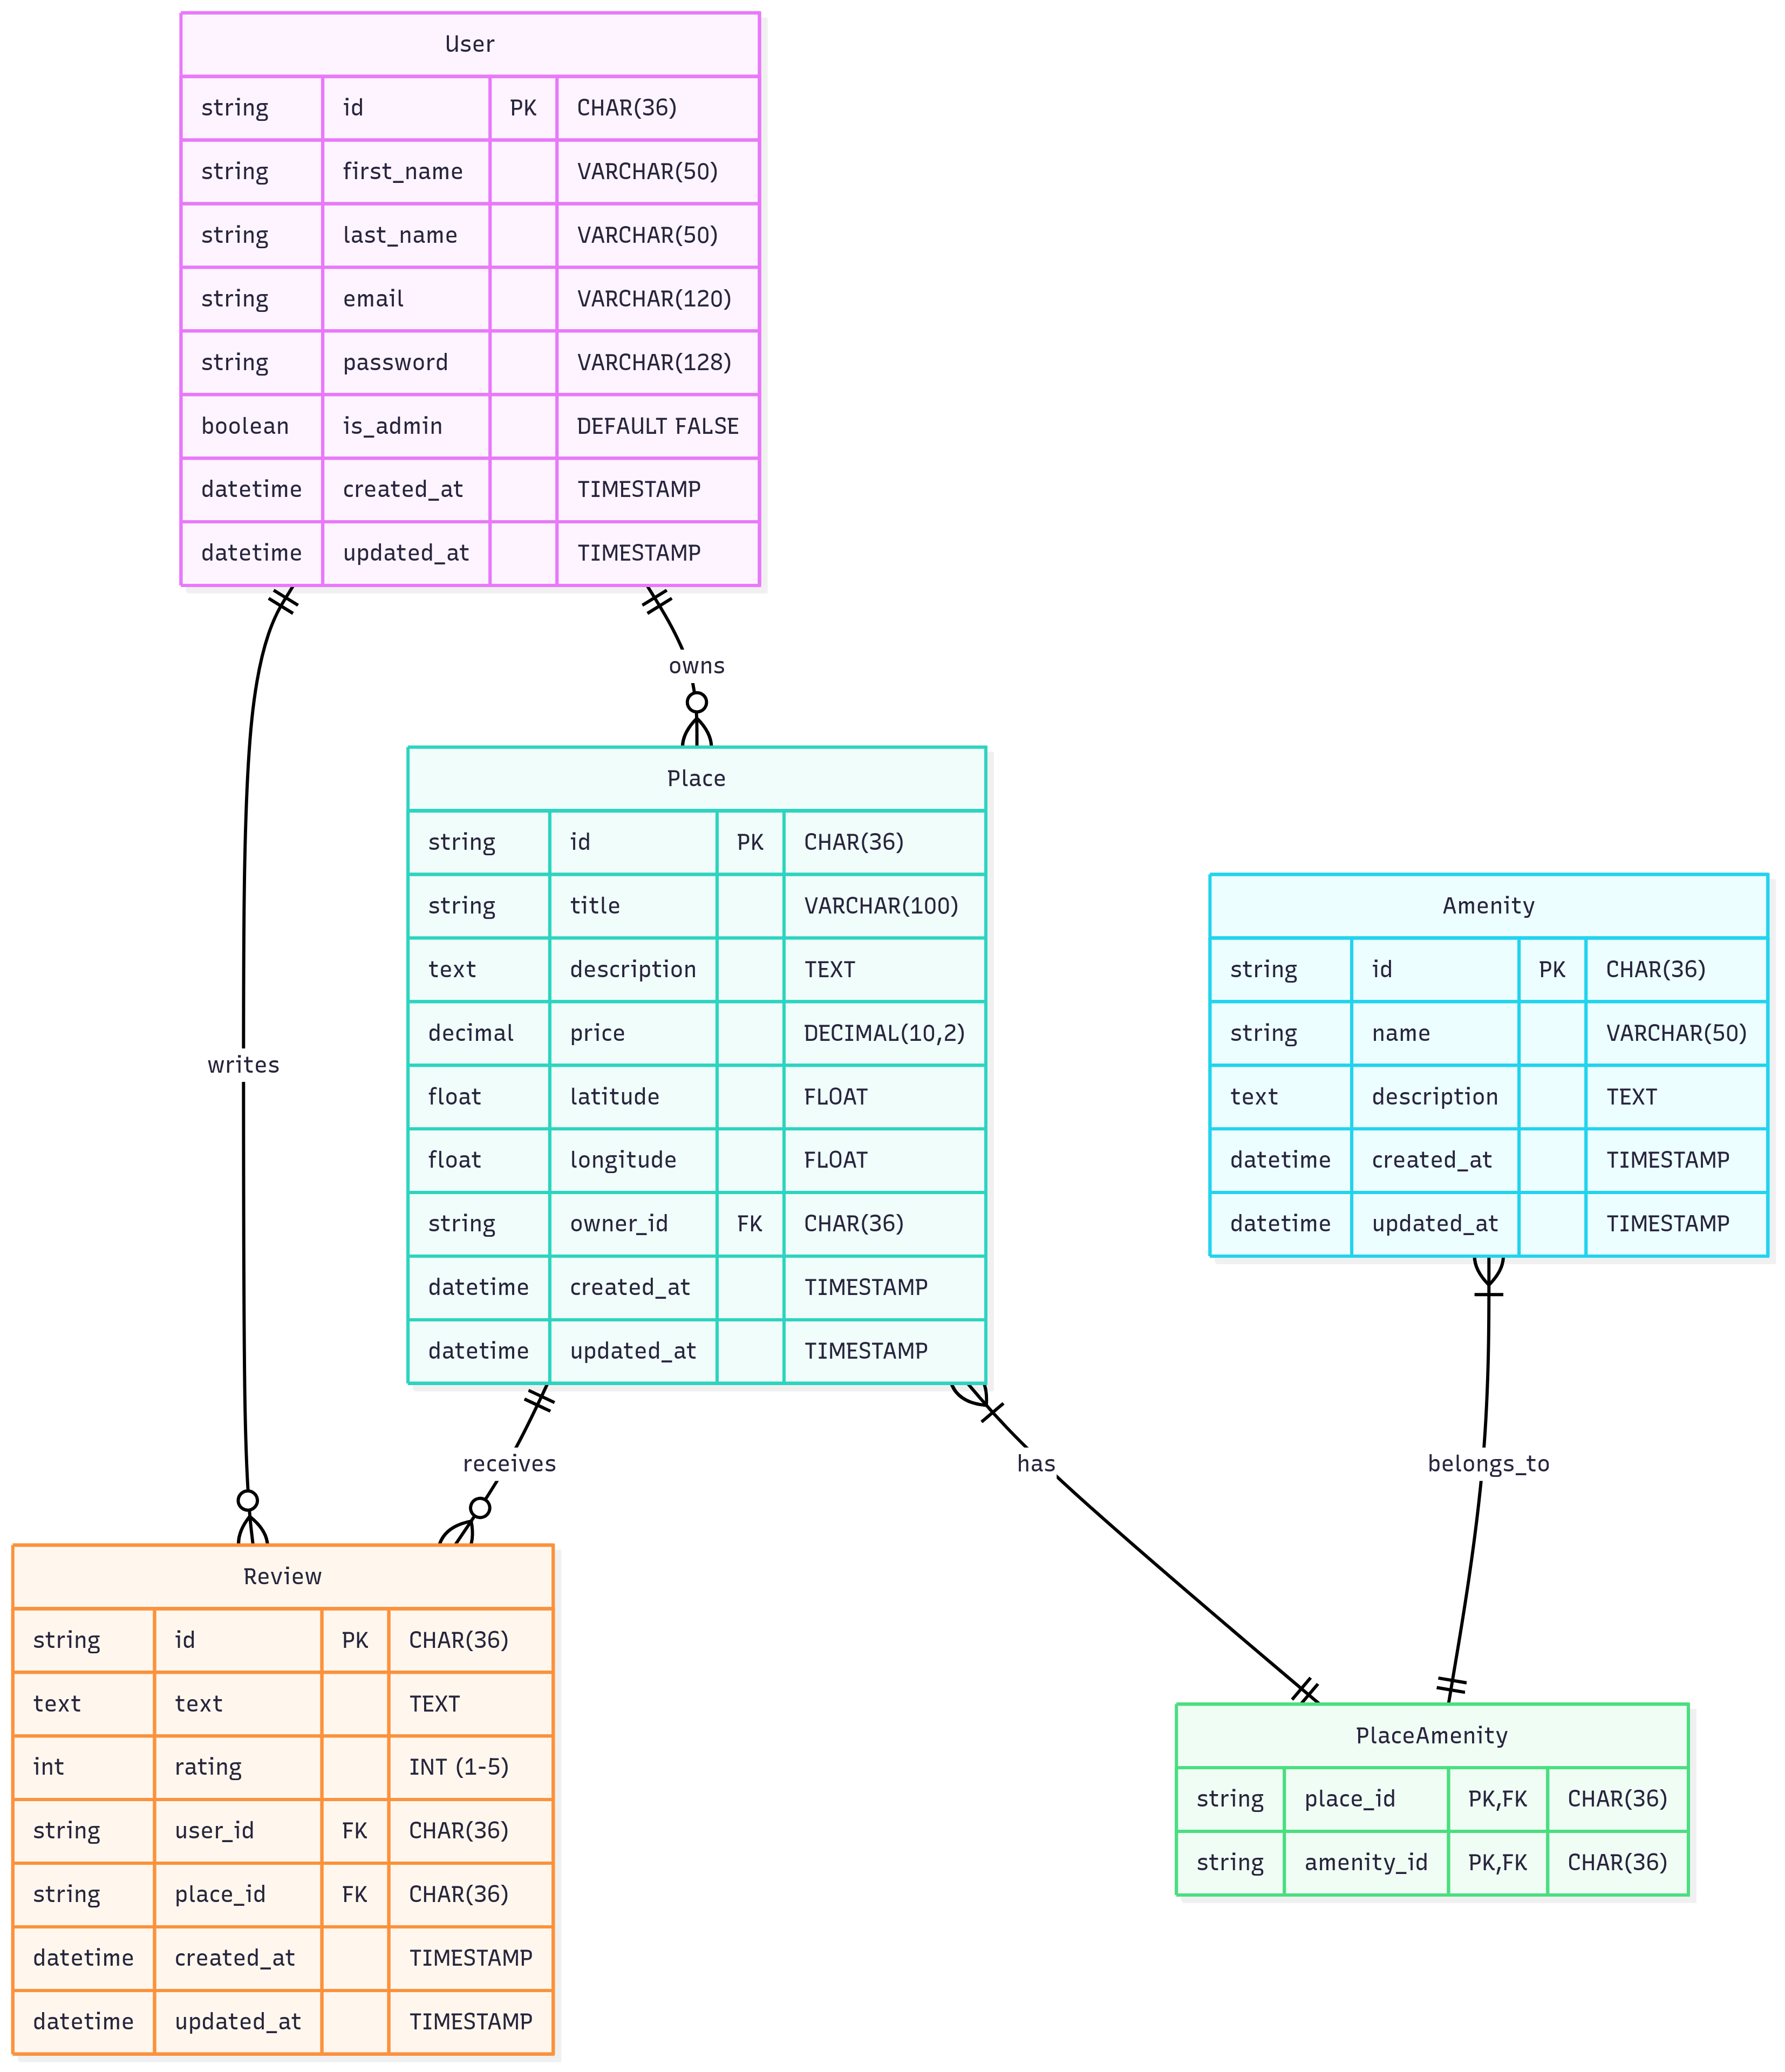 User
string id PK CHAR(36)
string first_name VARCHAR(50)
string last_name VARCHAR(50)
string email VARCHAR(120)
string password VARCHAR(128)
boolean is_admin DEFAULT FALSE
datetime created_at TIMESTAMP
datetime updated_at TIMESTAMP
owns
writes
Place
string id PK CHAR(36)
string title VARCHAR(100)
text description TEXT
decimal price DECIMAL(10,2)
float latitude FLOAT
float longitude FLOAT
string owner_id FK CHAR(36)
datetime created_at TIMESTAMP
datetime updated_at TIMESTAMP
Amenity
string id PK CHAR(36)
string name VARCHAR(50)
text description TEXT
datetime created_at TIMESTAMP
datetime updated_at TIMESTAMP
receives
has
belongs_to
Review
string id PK CHAR(36)
text text TEXT
int rating INT (1-5)
string user_id FK CHAR(36)
string place_id FK CHAR(36)
datetime created_at TIMESTAMP
datetime updated_at TIMESTAMP
PlaceAmenity
string place_id PK,FK CHAR(36)
string amenity_id PK,FK CHAR(36)